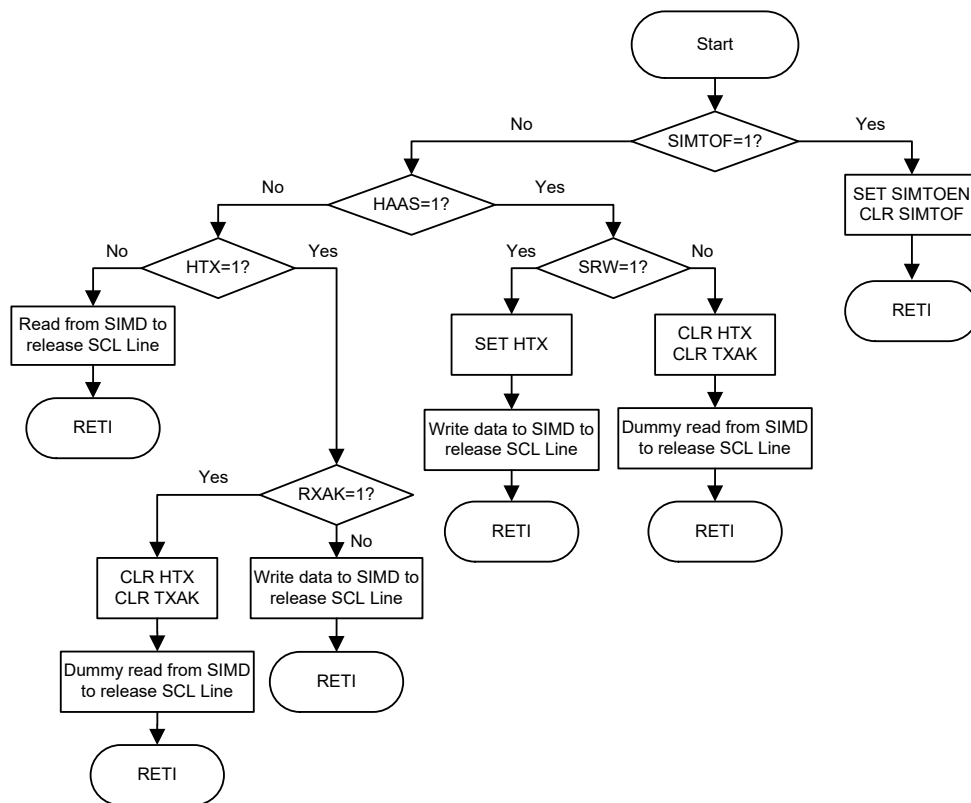 Start
No
SIMTOF=1?
Yes
No
HAAS=1?
Yes
SET SIMTOEN
CLR SIMTOF
No
HTX=1?
Yes
Yes
SRW=1?
No
RETI
Read from SIMD to
release SCL Line
SET HTX
CLR HTX
CLR TXAK
RETI
Write data to SIMD to
release SCL Line
Dummy read from SIMD
to release SCL Line
Yes
RXAK=1?
RETI
RETI
No
CLR HTX
CLR TXAK
Write data to SIMD to
release SCL Line
Dummy read from SIMD
to release SCL Line
RETI
RETI